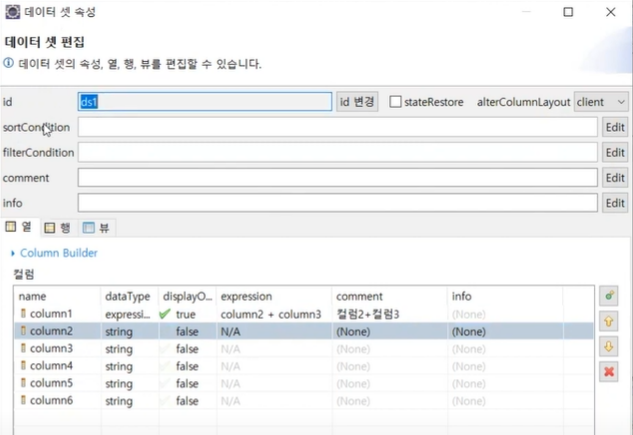 데이터 셋 속성
데이터 셋 편집
데이터 셋의 속성, 열, 행, 뷰를 편집할 수 있습니다.
id ds1 id 변경 stateRestore alterColumnLayout client
sortCondition Edit
filterCondition Edit
comment Edit
info Edit
열 행 뷰
Column Builder
컬럼
name dataType displayO... expression comment info
column1 expressi... true column2 + column3 컬럼2+컬럼3 (None)
column2 string false N/A (None) (None)
column3 string false N/A (None) (None)
column4 string false N/A (None) (None)
column5 string false N/A (None) (None)
column6 string false N/A (None) (None)